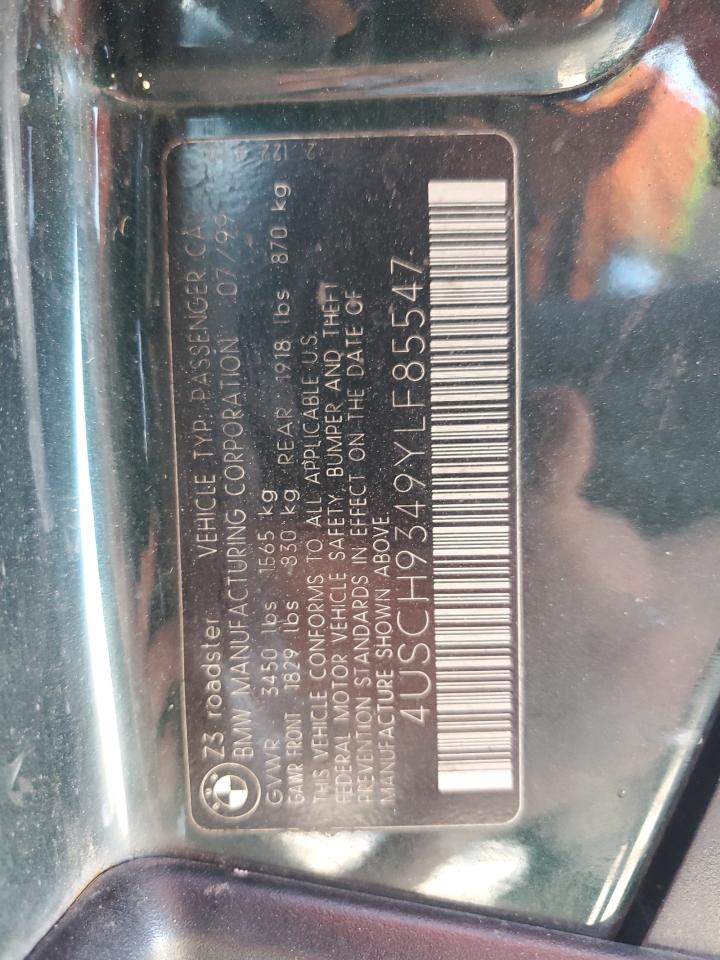 Z3 roadster VEHICLE TYP: PASSENGER CAR
BMW MANUFACTURING CORPORATION 07/99
GVWR 3450 lbs 1565 kg
GAWR FRONT 1829 lbs 830 kg REAR 1918 lbs 870 kg
THIS VEHICLE CONFORMS TO ALL APPLICABLE U.S.
FEDERAL MOTOR VEHICLE SAFETY, BUMPER AND THEFT
PREVENTION STANDARDS IN EFFECT ON THE DATE OF
MANUFACTURE SHOWN ABOVE.
4USCH9349YLF85547